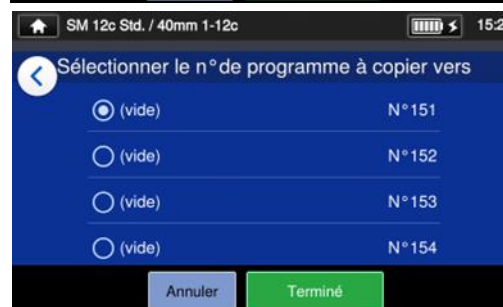 SM 12c Std. / 40mm 1-12c
15:2
Sélectionner le n° de programme à copier vers
(vide) N°151
(vide) N°152
(vide) N°153
(vide) N°154
Annuler Terminé